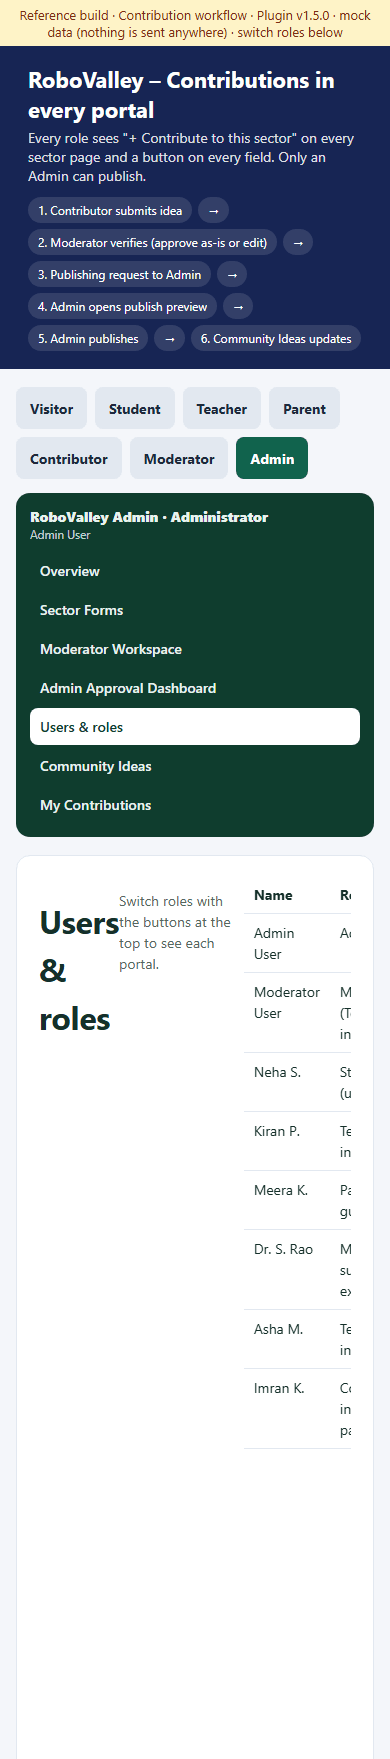 Reference build · Contribution workflow · Plugin v1.5.0 · mock
data (nothing is sent anywhere) · switch roles below
RoboValley – Contributions in
every portal
Every role sees "+ Contribute to this sector" on every
sector page and a button on every field. Only an
Admin can publish.
1. Contributor submits idea →
2. Moderator verifies (approve as-is or edit) →
3. Publishing request to Admin →
4. Admin opens publish preview →
5. Admin publishes → 6. Community Ideas updates
Visitor Student Teacher Parent
Contributor Moderator Admin
RoboValley Admin · Administrator
Admin User
Overview
Sector Forms
Moderator Workspace
Admin Approval Dashboard
Users & roles
Community Ideas
My Contributions
Users
&
roles
Switch roles with
the buttons at the
top to see each
portal.
Name
Admin
User
Moderator
User
Neha S.
Kiran P.
Meera K.
Dr. S. Rao
Asha M.
Imran K.